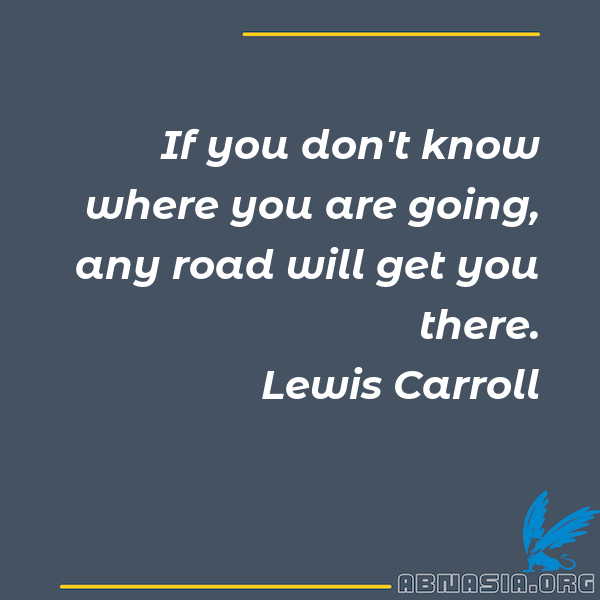 If you don't know
where you are going,
any road will get you
there.
Lewis Carroll
ABNASIA.ORG